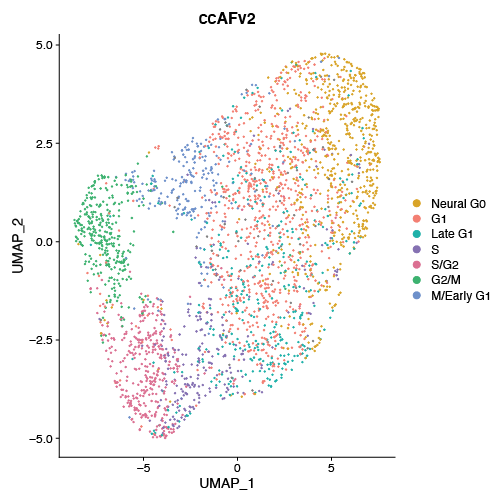 ccAFv2
5.0
2.5
0.0
−2.5
−5.0
UMAP_2
−5
0
5
UMAP_1
Neural G0
G1
Late G1
S
S/G2
G2/M
M/Early G1